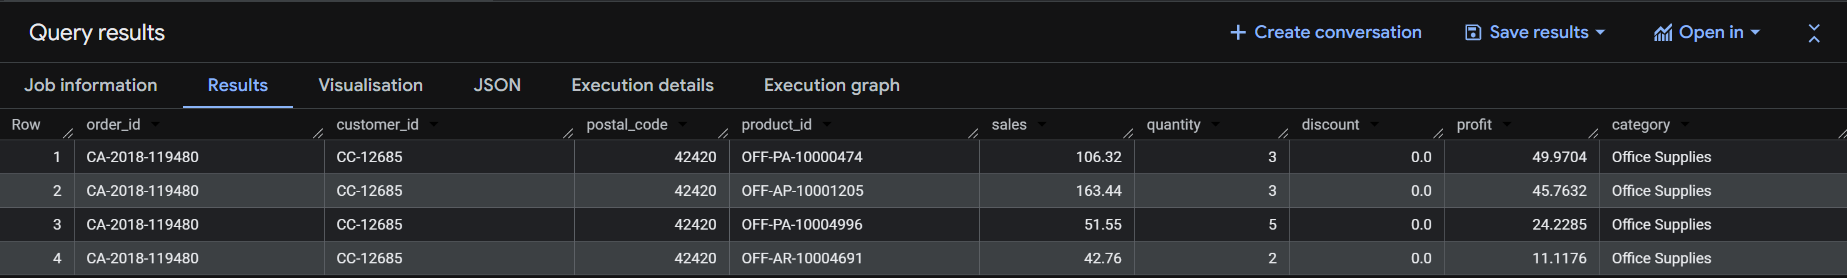 Query results Create conversation Save results Open in
Job information Results Visualisation JSON Execution details Execution graph
Row order_id customer_id postal_code product_id sales quantity discount profit category
1 CA-2018-119480 CC-12685 42420 OFF-PA-10000474 106.32 3 0.0 49.9704 Office Supplies
2 CA-2018-119480 CC-12685 42420 OFF-AP-10001205 163.44 3 0.0 45.7632 Office Supplies
3 CA-2018-119480 CC-12685 42420 OFF-PA-10004996 51.55 5 0.0 24.2285 Office Supplies
4 CA-2018-119480 CC-12685 42420 OFF-AR-10004691 42.76 2 0.0 11.1176 Office Supplies